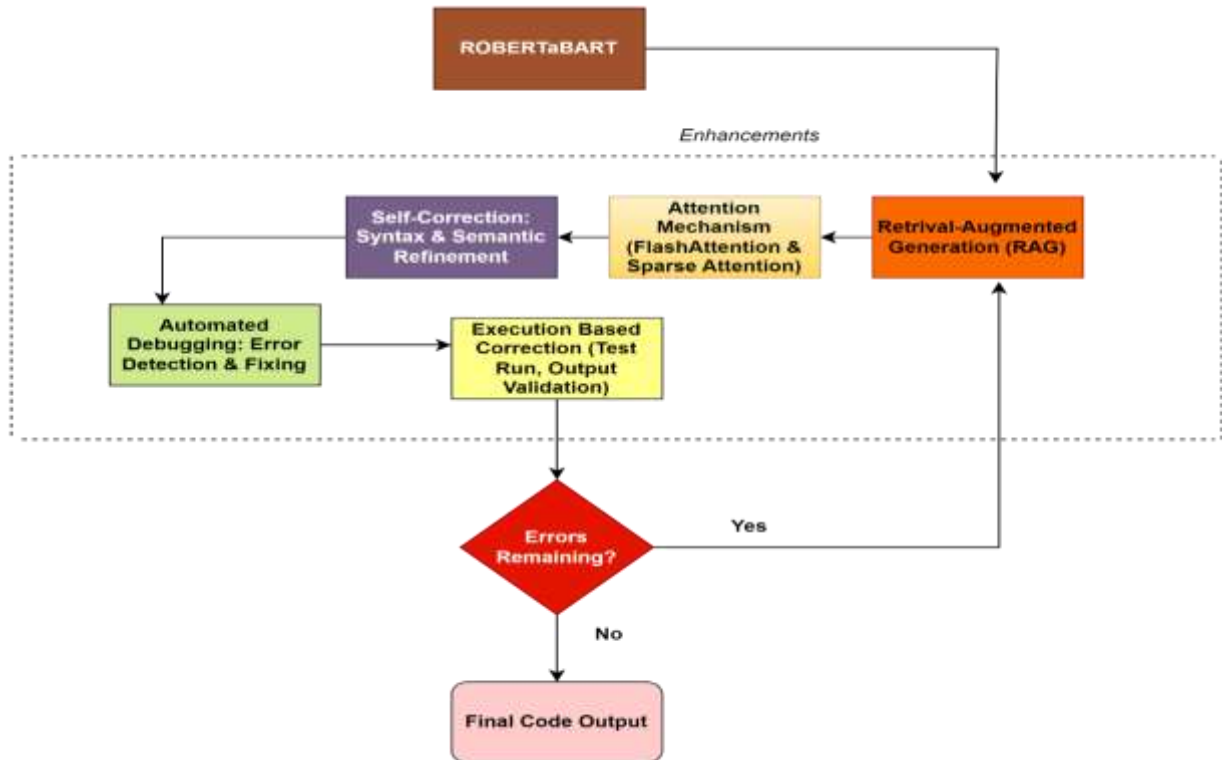 ROBERTaBART
Enhancements
Self-Correction:
Syntax & Semantic
Refinement
Attention
Mechanism
(FlashAttention &
Sparse Attention)
Retrival-Augmented
Generation (RAG)
Automated
Debugging: Error
Detection & Fixing
Execution Based
Correction (Test
Run, Output
Validation)
Errors
Remaining?
Yes
No
Final Code Output